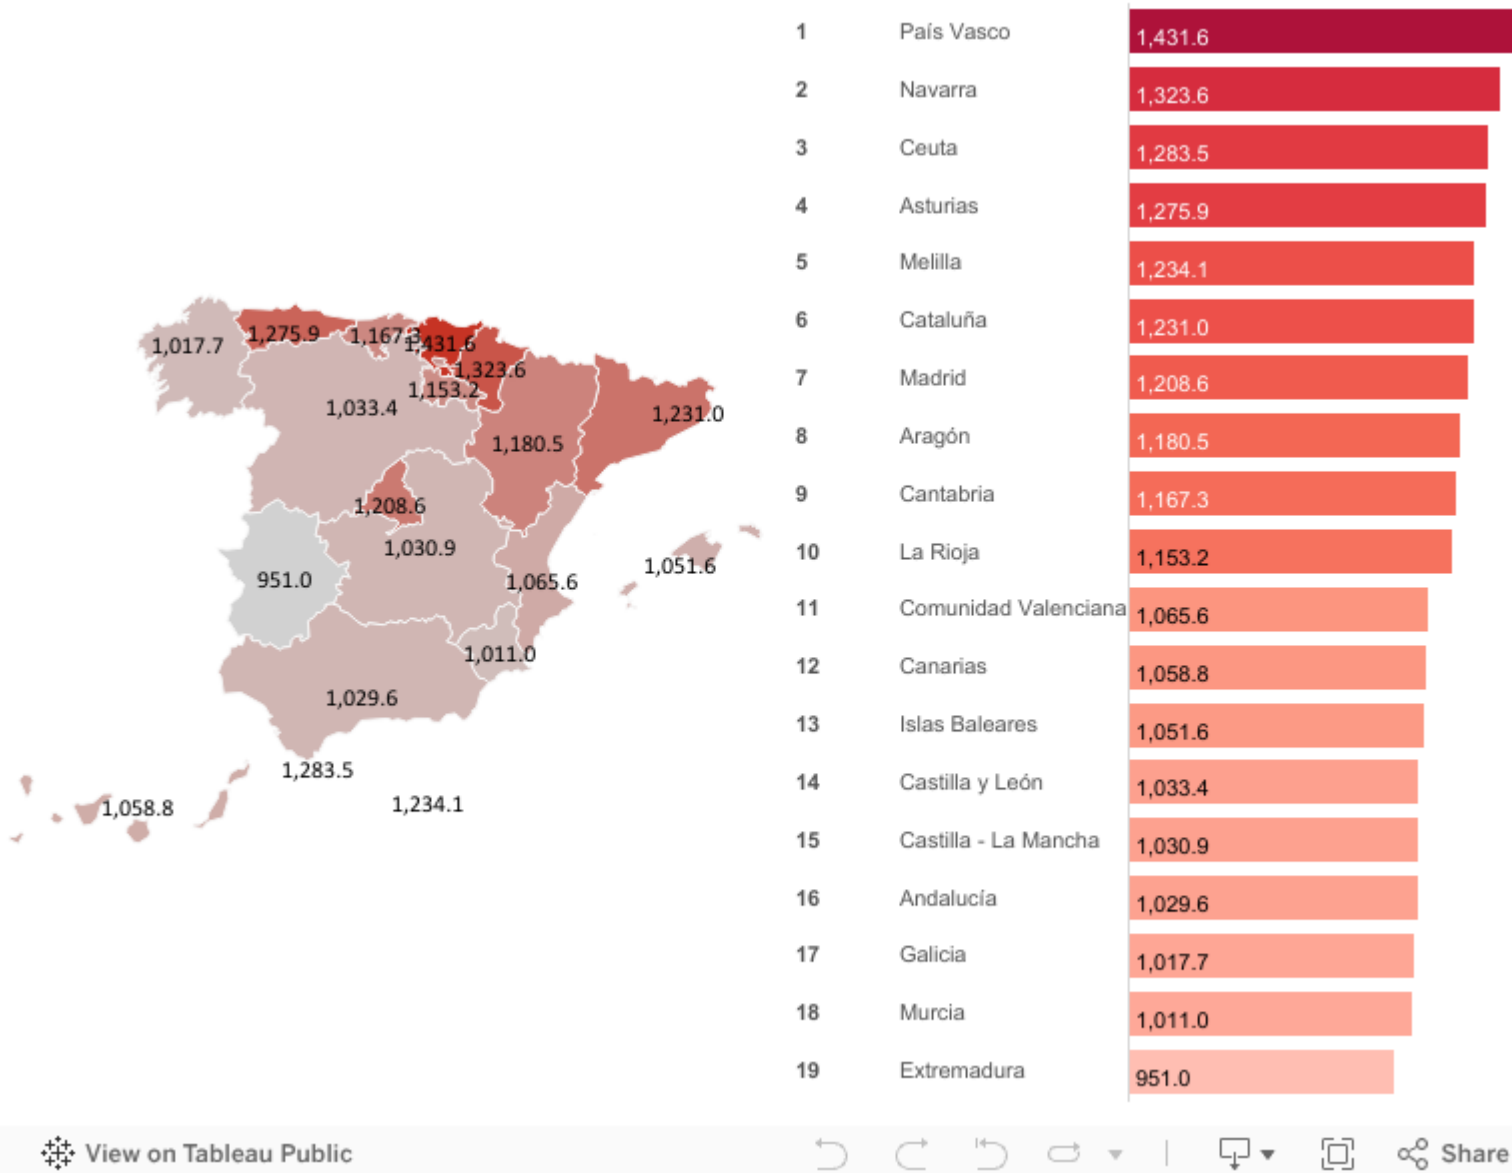 1 País Vasco 1,431.6
2 Navarra 1,323.6
3 Ceuta 1,283.5
4 Asturias 1,275.9
5 Melilla 1,234.1
6 Cataluña 1,231.0
7 Madrid 1,208.6
8 Aragón 1,180.5
9 Cantabria 1,167.3
10 La Rioja 1,153.2
11 Comunidad Valenciana 1,065.6
12 Canarias 1,058.8
13 Islas Baleares 1,051.6
14 Castilla y León 1,033.4
15 Castilla - La Mancha 1,030.9
16 Andalucía 1,029.6
17 Galicia 1,017.7
18 Murcia 1,011.0
19 Extremadura 951.0
1,275.9
1,167.3
1,017.7
1,431.6
1,323.6
1,153.2
1,033.4
1,231.0
1,180.5
1,208.6
1,030.9
1,051.6
951.0
1,065.6
1,011.0
1,029.6
1,283.5
1,234.1
1,058.8
View on Tableau Public
Share